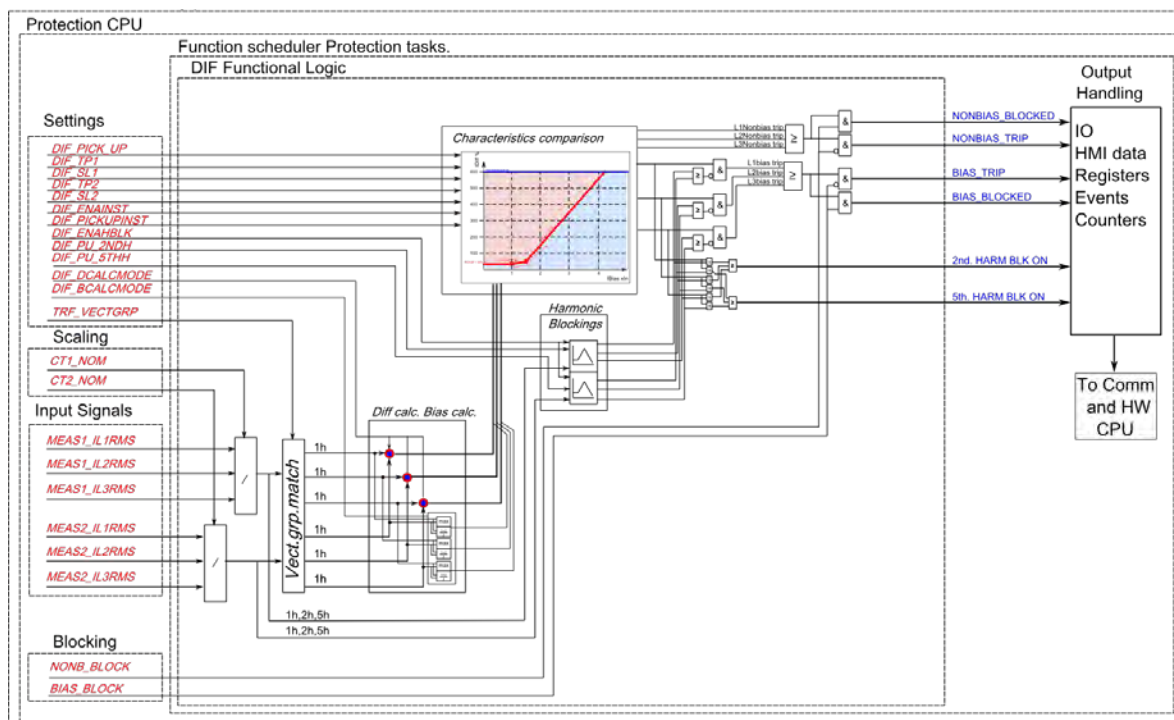 Protection CPU
Function scheduler Protection tasks.
DIF Functional Logic
Settings
DIF_PICK_UP
DIF_TP1
DIF_SL1
DIF_TP2
DIF_SL2
DIF_ENAINST
DIF_PICKUPINST
DIF_ENAHBLK
DIF_PU_2NDH
DIF_PU_5THH
DIF_DCALCMODE
DIF_BCALCMODE
TRF_VECTGRP
Scaling
CT1_NOM
CT2_NOM
Input Signals
MEAS1_IL1RMS
MEAS1_IL2RMS
MEAS1_IL3RMS
MEAS2_IL1RMS
MEAS2_IL2RMS
MEAS2_IL3RMS
Blocking
NONB_BLOCK
BIAS_BLOCK
/
/
Vect.grp.match
1h
1h
1h
1h
1h
1h
1h,2h,5h
1h,2h,5h
Diff calc. Bias calc.
max
max
max
Characteristics comparison
Harmonic
Blockings
L1Nonbias trip
L2Nonbias trip
L3Nonbias trip
L1bias trip
L2bias trip
L3bias trip
≥
≥
≥
≥
≥
&
&
&
&
&
&
&
NONBIAS_BLOCKED
NONBIAS_TRIP
BIAS_TRIP
BIAS_BLOCKED
2nd. HARM BLK ON
5th. HARM BLK ON
Output
Handling
IO
HMI data
Registers
Events
Counters
To Comm
and HW
CPU